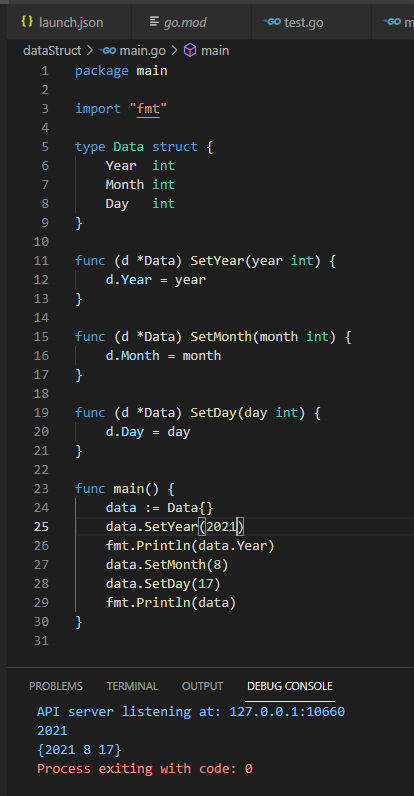 {} launch.json go.mod GO test.go GO m
dataStruct > GO main.go > main
1 package main
2
3 import "fmt"
4
5 type Data struct {
6 Year  int
7 Month int
8 Day   int
9 }
10
11 func (d *Data) SetYear(year int) {
12 d.Year = year
13 }
14
15 func (d *Data) SetMonth(month int) {
16 d.Month = month
17 }
18
19 func (d *Data) SetDay(day int) {
20 d.Day = day
21 }
22
23 func main() {
24 data := Data{}
25 data.SetYear(2021)
26 fmt.Println(data.Year)
27 data.SetMonth(8)
28 data.SetDay(17)
29 fmt.Println(data)
30 }
31
PROBLEMS TERMINAL OUTPUT DEBUG CONSOLE
API server listening at: 127.0.0.1:10660
2021
{2021 8 17}
Process exiting with code: 0